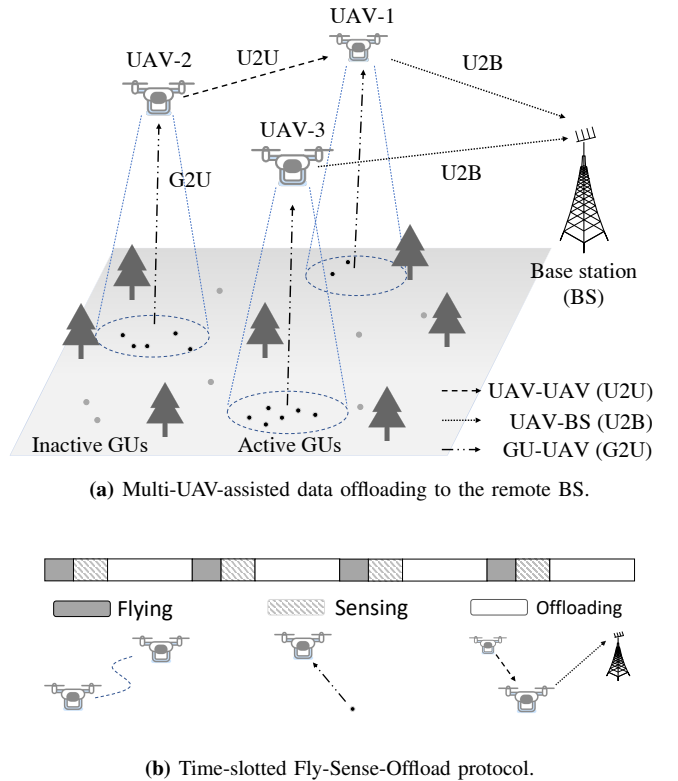 UAV-1
UAV-2
U2U
U2B
UAV-3
G2U
U2B
Base station
(BS)
UAV-UAV (U2U)
UAV-BS (U2B)
Inactive GUs
Active GUs
GU-UAV (G2U)
(a) Multi-UAV-assisted data offloading to the remote BS.
Flying
Sensing
Offloading
(b) Time-slotted Fly-Sense-Offload protocol.